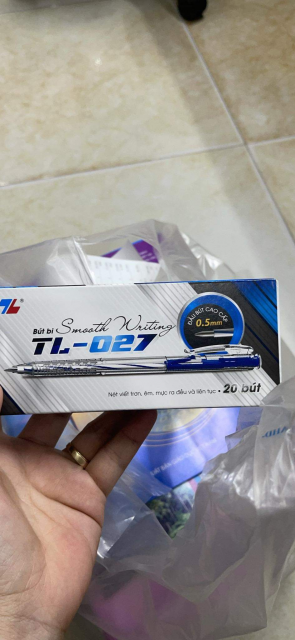 TL
Bút bi Smooth Writing
TL-027
ĐẦU BÚT CAO CẤP
0.5mm
Nét viết trơn, êm, mực ra đều và liên tục • 20 bút